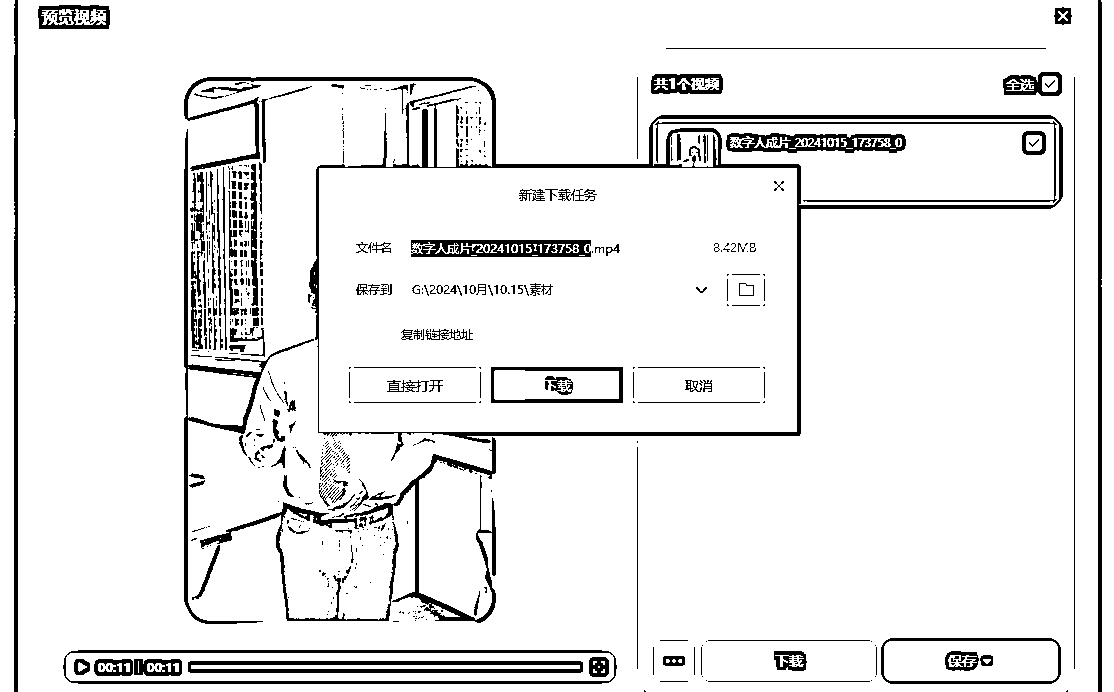 预览视频
共1个视频
全选
数字人成片_20241015_173758_0
新建下载任务
文件名 数字人成片_20241015_173758_0.mp4 8.42MB
保存到 G:\2024\10月\10.15\素材
复制链接地址
直接打开 下载 取消
00:11 00:11
下载 保存